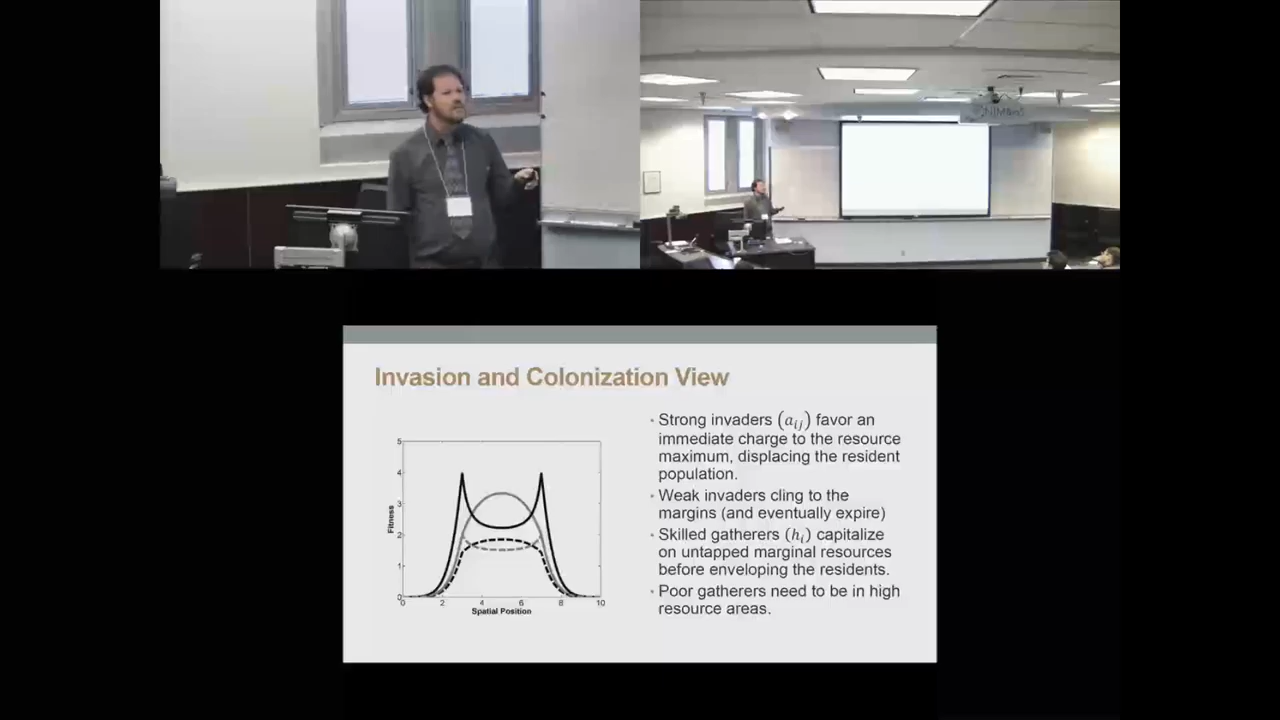 Invasion and Colonization View
Strong invaders (aᵢⱼ) favor an
immediate charge to the resource
maximum, displacing the resident
population.
Weak invaders cling to the
margins (and eventually expire)
Skilled gatherers (hᵢ) capitalize
on untapped marginal resources
before enveloping the residents.
Poor gatherers need to be in high
resource areas.
Fitness
5
4
3
2
1
0
0 2 4 6 8 10
Spatial Position